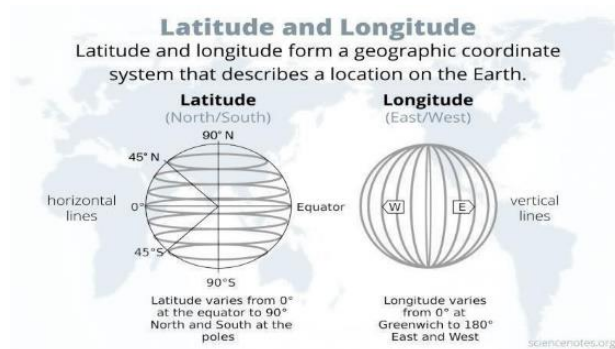 Latitude and Longitude
Latitude and longitude form a geographic coordinate
system that describes a location on the Earth.
Latitude
(North/South)
90° N
45° N
horizontal
lines
0°
Equator
45°S
90°S
Latitude varies from 0°
at the equator to 90°
North and South at the
poles
Longitude
(East/West)
W
E
vertical
lines
Longitude varies
from 0° at
Greenwich to 180°
East and West
sciencenotes.org